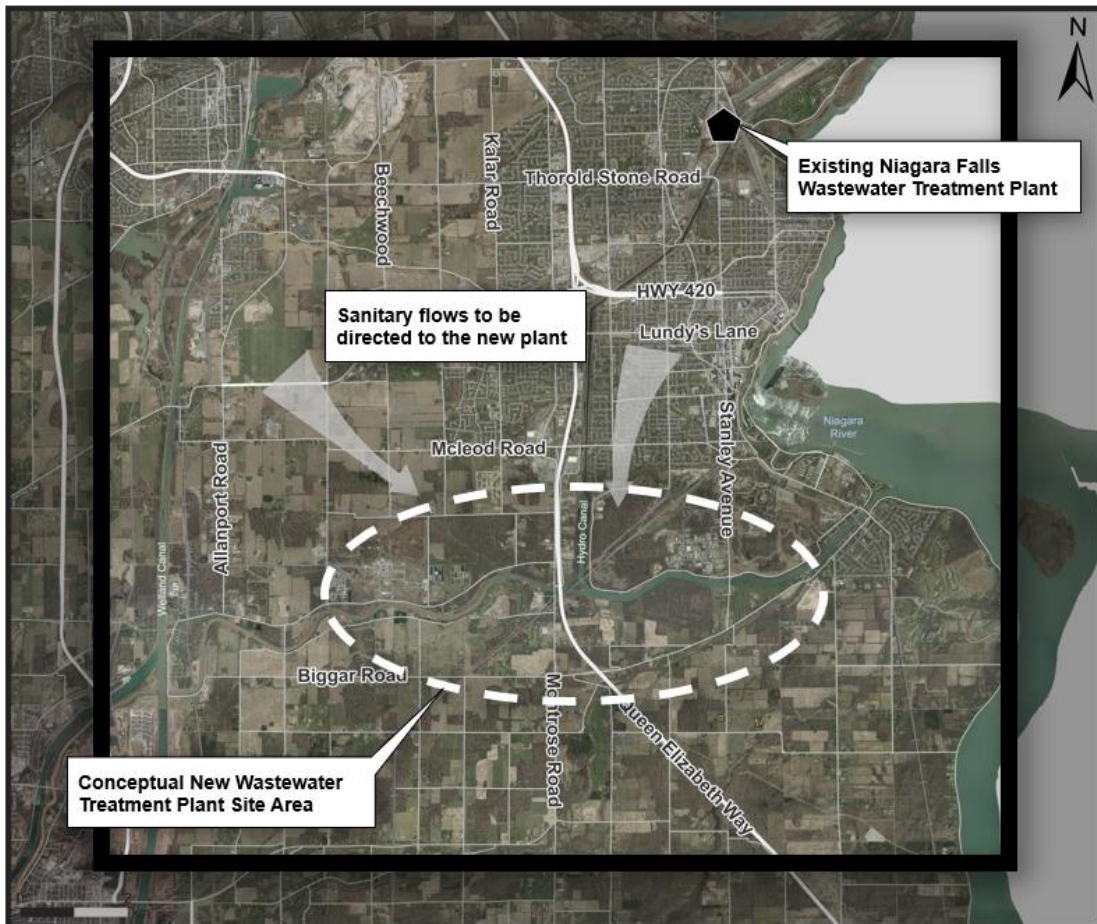 N
Existing Niagara Falls
Wastewater Treatment Plant
Kalar Road
Beechwood
Thorold Stone Road
HWY 420
Sanitary flows to be
directed to the new plant
Lundy's Lane
Stanley Avenue
Niagara
River
Mcleod Road
Allanport Road
Hydro Canal
Welland Canal
Biggar Road
Montrose Road
Queen Elizabeth Way
Conceptual New Wastewater
Treatment Plant Site Area